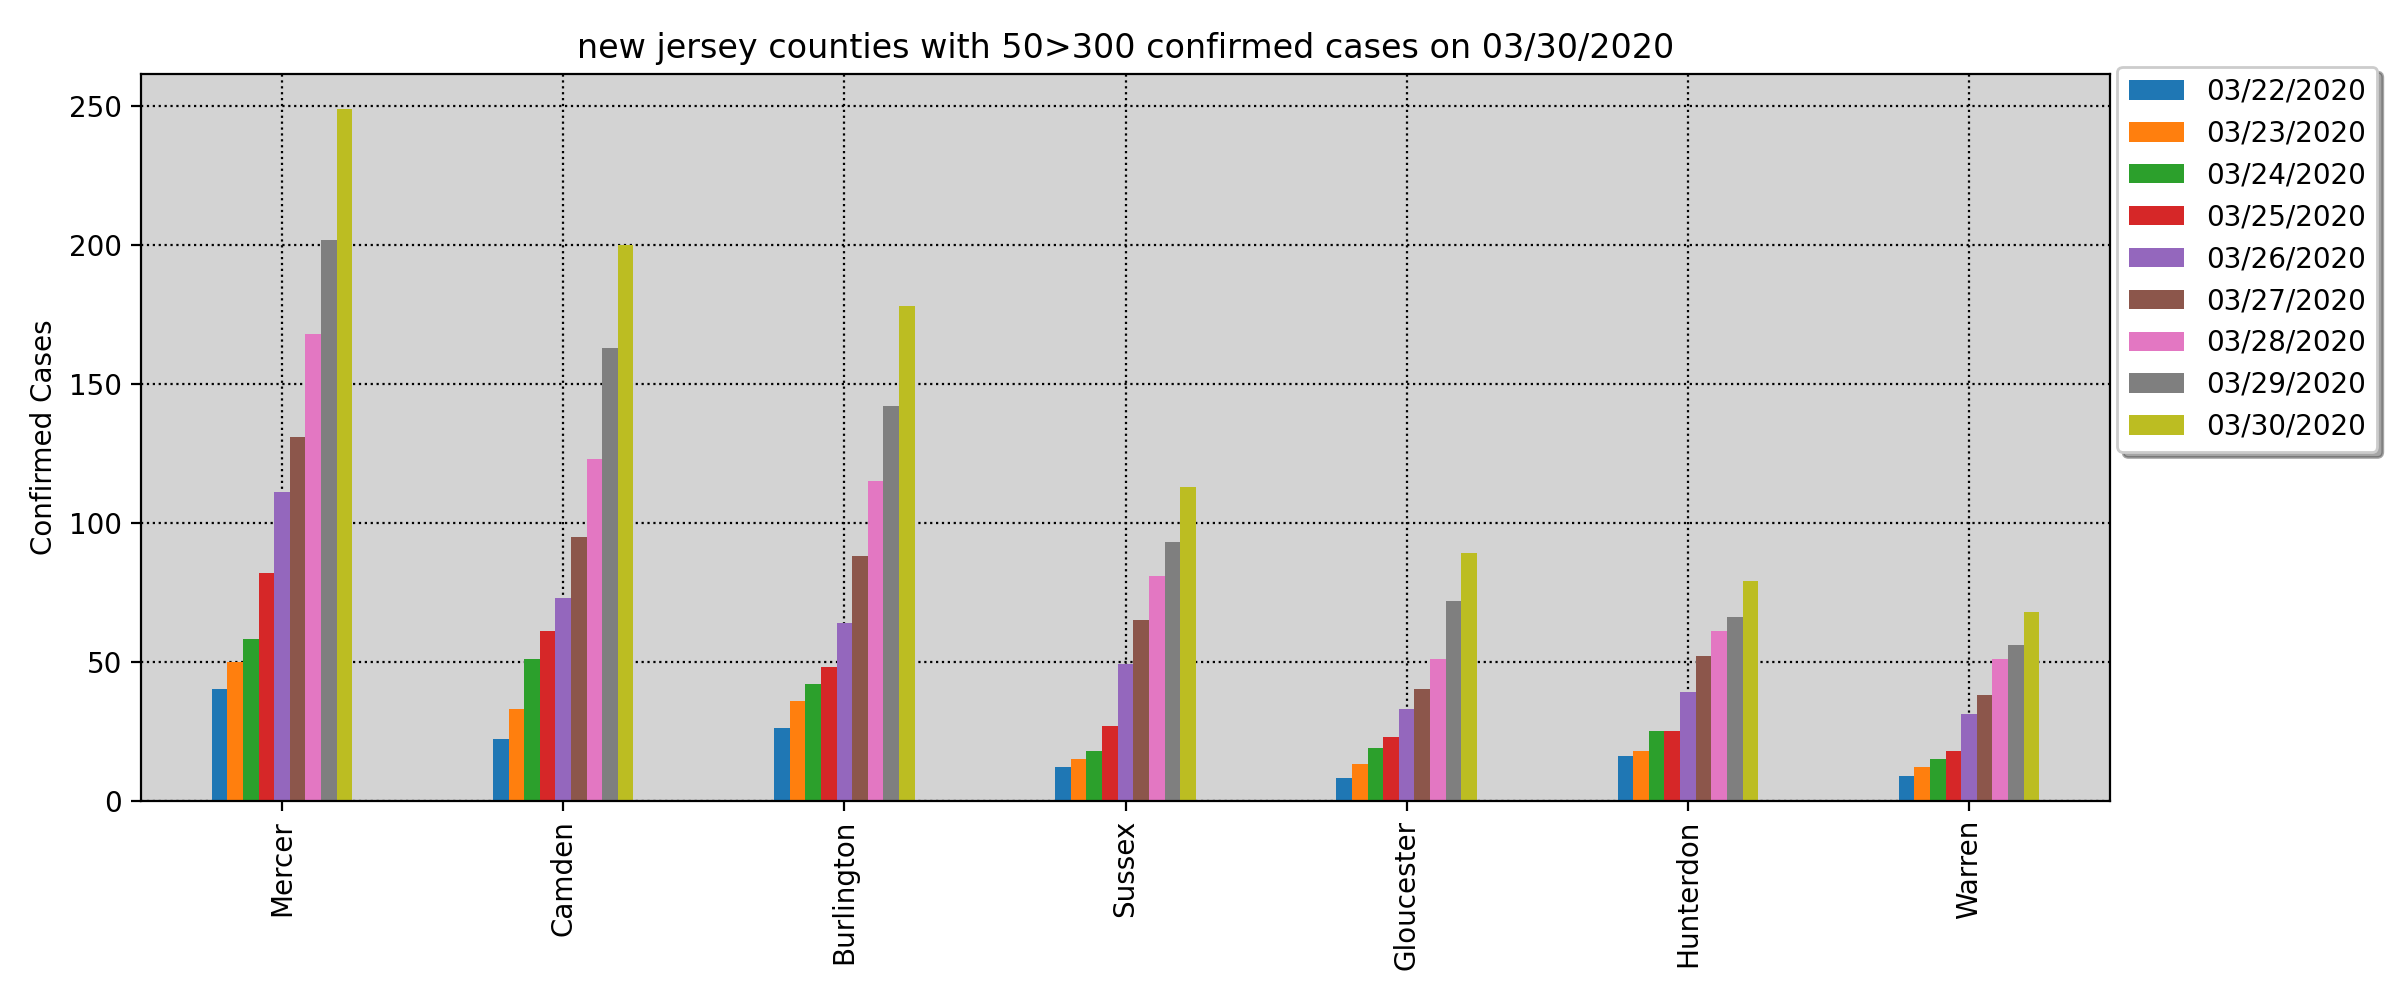 new jersey counties with 50>300 confirmed cases on 03/30/2020
Confirmed Cases
250
200
150
100
50
0
Mercer
Camden
Burlington
Sussex
Gloucester
Hunterdon
Warren
03/22/2020
03/23/2020
03/24/2020
03/25/2020
03/26/2020
03/27/2020
03/28/2020
03/29/2020
03/30/2020